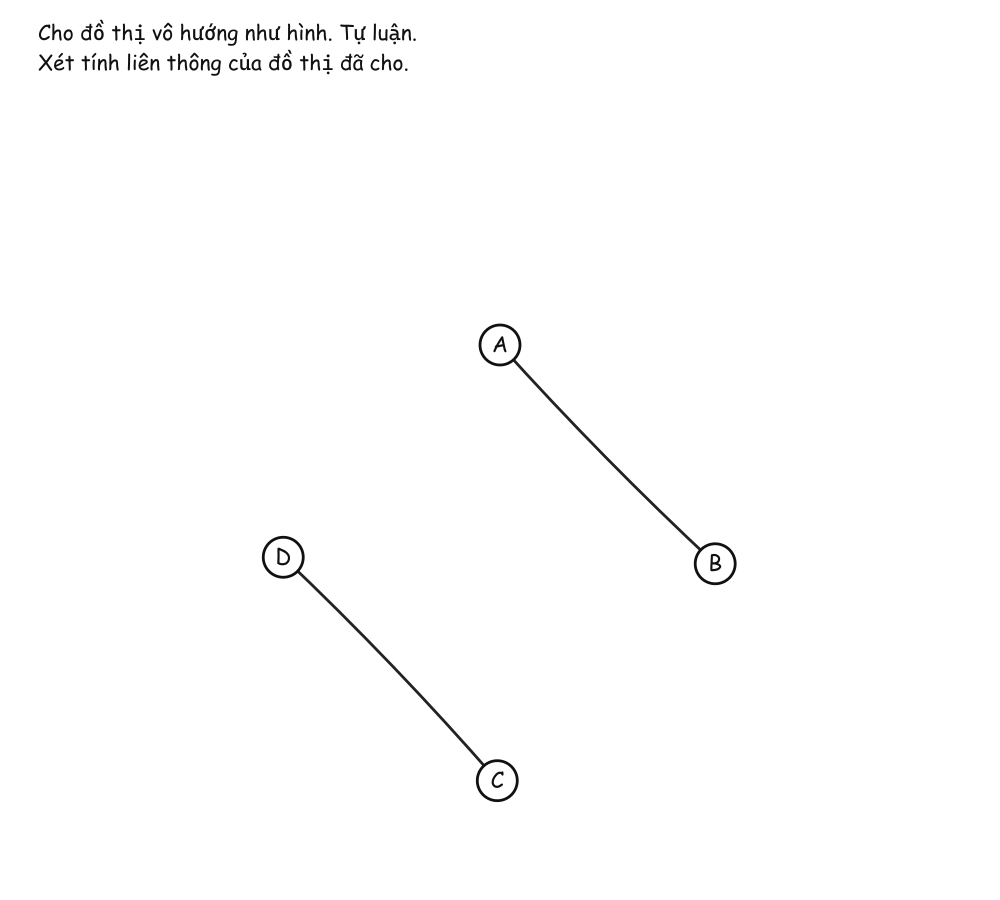 Cho đồ thị vô hướng như hình. Tự luận.
Xét tính liên thông của đồ thị đã cho.
A
D
B
C